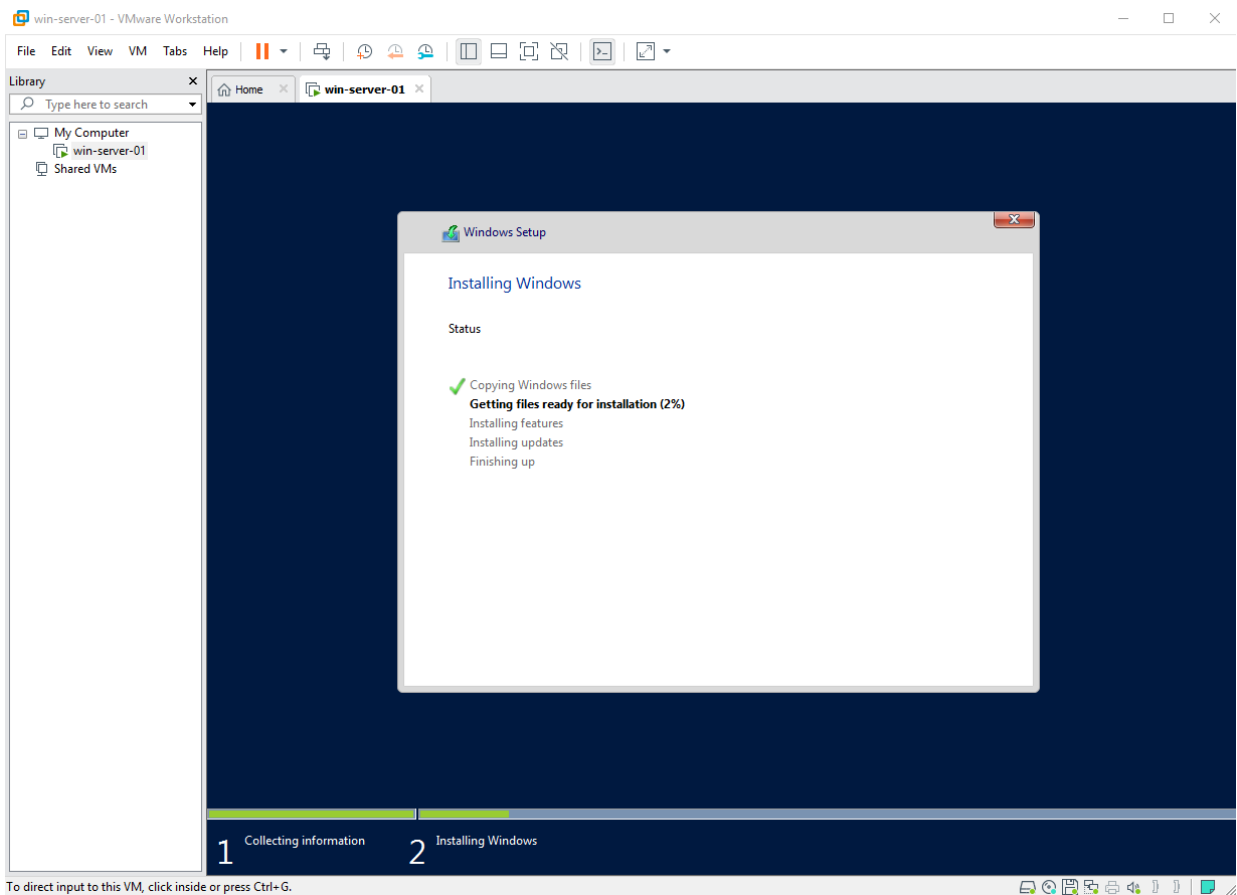 win-server-01 - VMware Workstation
File Edit View VM Tabs Help
Library
Type here to search
My Computer
win-server-01
Shared VMs
Home
win-server-01
Windows Setup
Installing Windows
Status
Copying Windows files
Getting files ready for installation (2%)
Installing features
Installing updates
Finishing up
1 Collecting information
2 Installing Windows
To direct input to this VM, click inside or press Ctrl+G.